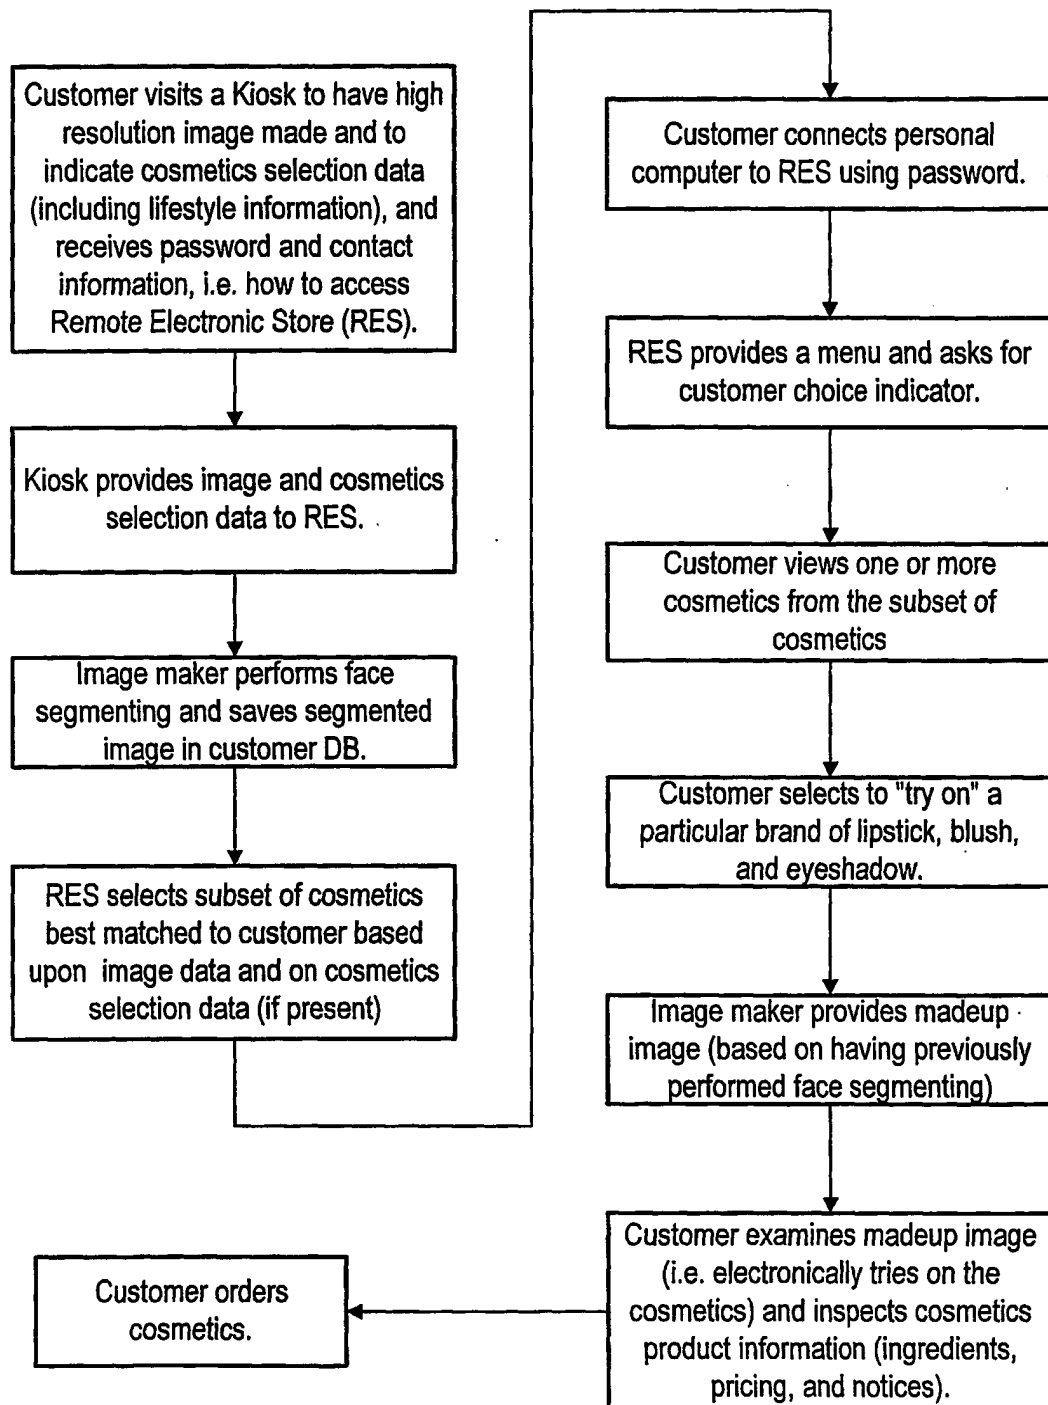 Customer visits a Kiosk to have high
resolution image made and to
indicate cosmetics selection data
(including lifestyle information), and
receives password and contact
information, i.e. how to access
Remote Electronic Store (RES).
Kiosk provides image and cosmetics
selection data to RES.
Image maker performs face
segmenting and saves segmented
image in customer DB.
RES selects subset of cosmetics
best matched to customer based
upon image data and on cosmetics
selection data (if present)
Customer connects personal
computer to RES using password.
RES provides a menu and asks for
customer choice indicator.
Customer views one or more
cosmetics from the subset of
cosmetics
Customer selects to "try on" a
particular brand of lipstick, blush,
and eyeshadow.
Image maker provides madeup
image (based on having previously
performed face segmenting)
Customer examines madeup image
(i.e. electronically tries on the
cosmetics) and inspects cosmetics
product information (ingredients,
pricing, and notices).
Customer orders
cosmetics.